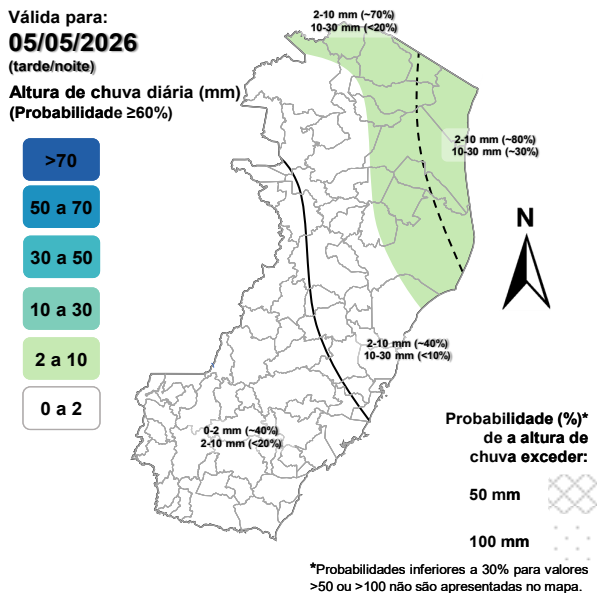 Válida para:
05/05/2026
(tarde/noite)
Altura de chuva diária (mm)
(Probabilidade ≥60%)
>70
50 a 70
30 a 50
10 a 30
2 a 10
0 a 2
2-10 mm (~70%)
10-30 mm (<20%)
2-10 mm (~80%)
10-30 mm (~30%)
N
2-10 mm (~40%)
10-30 mm (<10%)
0-2 mm (~40%)
2-10 mm (<20%)
Probabilidade (%)*
de a altura de
chuva exceder:
50 mm
100 mm
*Probabilidades inferiores a 30% para valores
>50 ou >100 não são apresentadas no mapa.